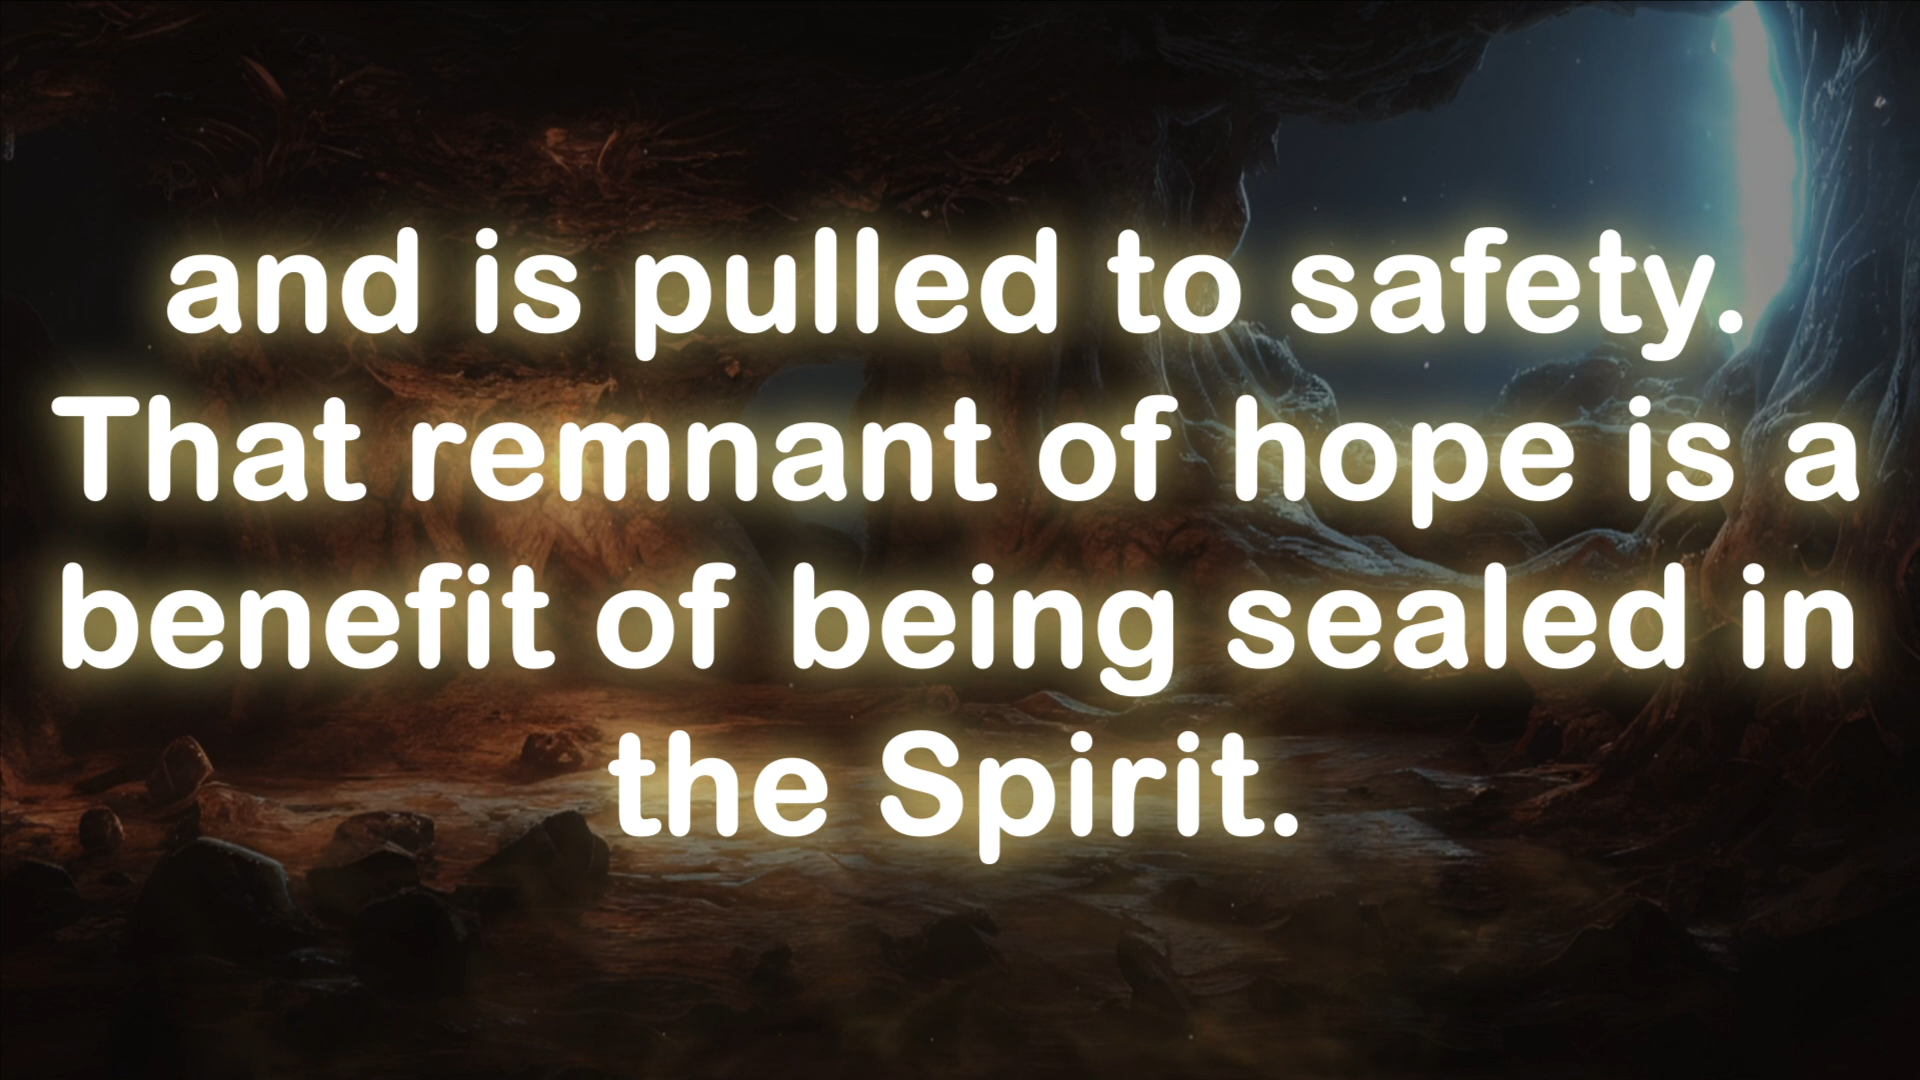 and is pulled to safety.
That remnant of hope is a
benefit of being sealed in
the Spirit.